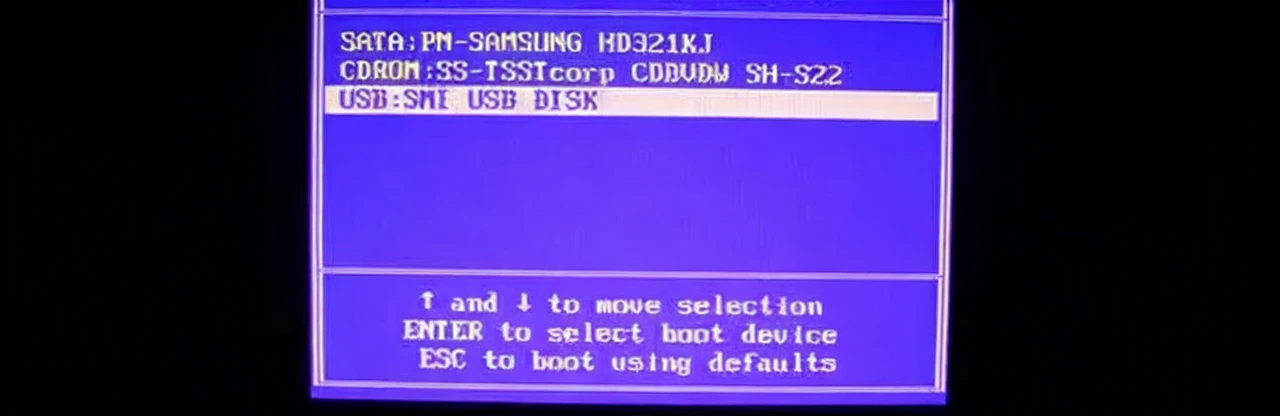 SATA:PM-SAMSUNG HD321KJ
CDROM:SS-TSSTcorp CDDVDW SH-S22
USB:SMI USB DISK
↑ and ↓ to move selection
ENTER to select boot device
ESC to boot using defaults